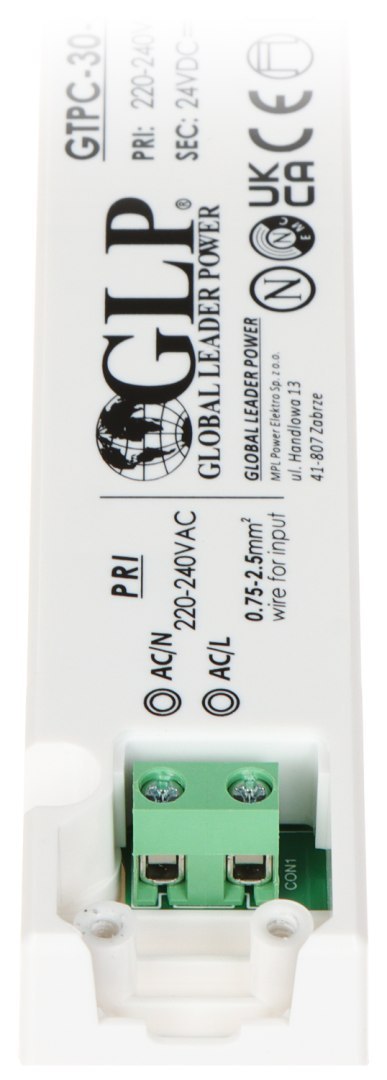 GTPC-30-
PRI: 220-240V
SEC: 24VDC
GLP®
GLOBAL LEADER POWER
UK
CA
CE
N
N
EMC
GLOBAL LEADER POWER
MPL Power Elektro Sp. z o.o.
ul. Handlowa 13
41-807 Zabrze
PRI
AC/N
220-240VAC
AC/L
0.75-2.5mm²
wire for input
CON1